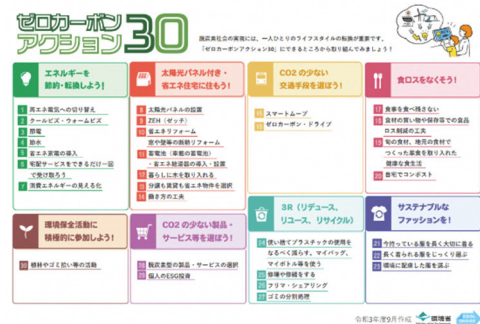 ゼロカーボン
アクション30
脱炭素社会の実現には、一人ひとりのライフスタイルの転換が重要です。
「ゼロカーボンアクション30」にできるところから取り組んでみましょう！
エネルギーを
節約・転換しよう！
1 再エネ電気への切り替え
2 クールビズ・ウォームビズ
3 節電
4 節水
5 省エネ家電の導入
6 宅配サービスをできるだけ一回
で受け取ろう
7 消費エネルギーの見える化
太陽光パネル付き・
省エネ住宅に住もう！
8 太陽光パネルの設置
9 ZEH（ゼッチ）
10 省エネリフォーム
窓や壁等の断熱リフォーム
11 蓄電池（車載の蓄電池）
・省エネ給湯器の導入・設置
12 暮らしに木を取り入れる
13 分譲も賃貸も省エネ物件を選択
14 働き方の工夫
CO2 の少ない
交通手段を選ぼう！
15 スマートムーブ
16 ゼロカーボン・ドライブ
食ロスをなくそう！
17 食事を食べ残さない
18 食材の買い物や保存等での食品
ロス削減の工夫
19 旬の食材、地元の食材で
つくった菜食を取り入れた
健康な食生活
20 自宅でコンポスト
環境保全活動に
積極的に参加しよう！
30 植林やゴミ拾い等の活動
CO2 の少ない製品・
サービス等を選ぼう！
28 脱炭素型の製品・サービスの選択
29 個人のESG投資
3R（リデュース、
リユース、リサイクル）
24 使い捨てプラスチックの使用を
なるべく減らす。マイバッグ、
マイボトル等を使う
25 修理や修繕をする
26 フリマ・シェアリング
27 ゴミの分別処理
サステナブルな
ファッションを！
21 今持っている服を長く大切に着る
22 長く着られる服をじっくり選ぶ
23 環境に配慮した服を選ぶ
令和3年度9月作成
環境省